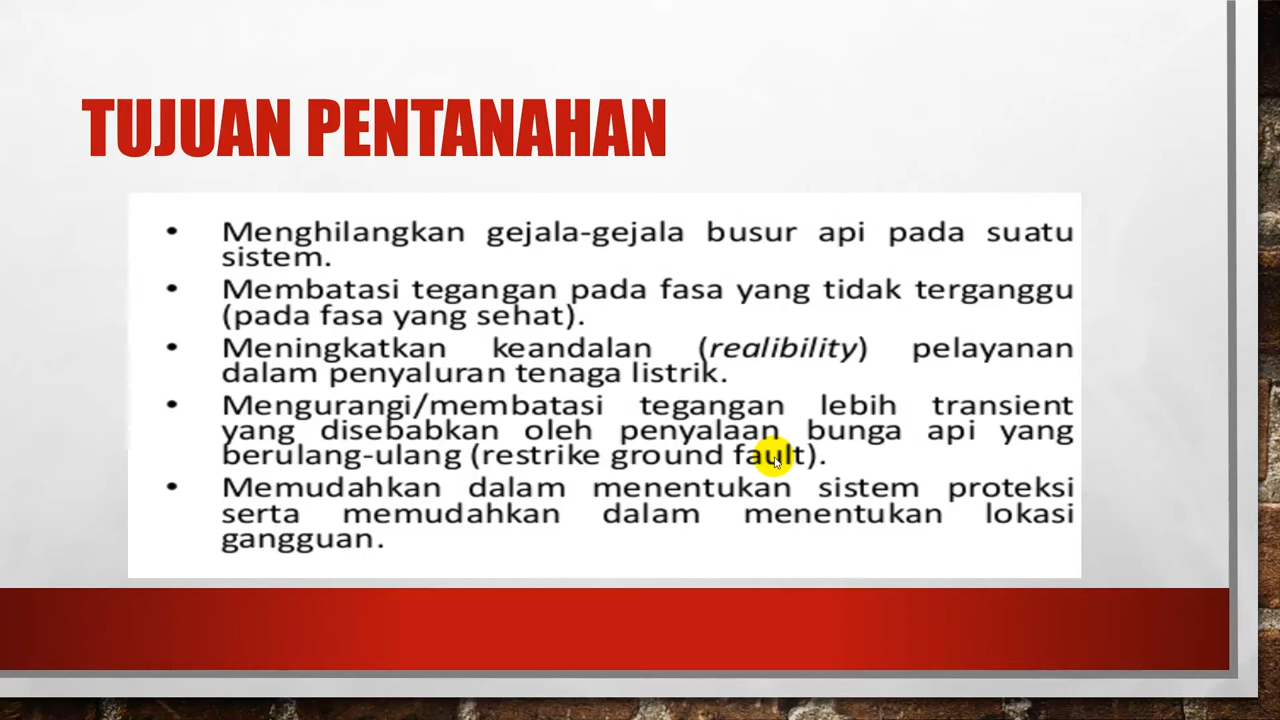 TUJUAN PENTANAHAN
• Menghilangkan gejala-gejala busur api pada suatu
sistem.
• Membatasi tegangan pada fasa yang tidak terganggu
(pada fasa yang sehat).
• Meningkatkan keandalan (realibility) pelayanan
dalam penyaluran tenaga listrik.
• Mengurangi/membatasi tegangan lebih transient
yang disebabkan oleh penyalaan bunga api yang
berulang-ulang (restrike ground fault).
• Memudahkan dalam menentukan sistem proteksi
serta memudahkan dalam menentukan lokasi
gangguan.